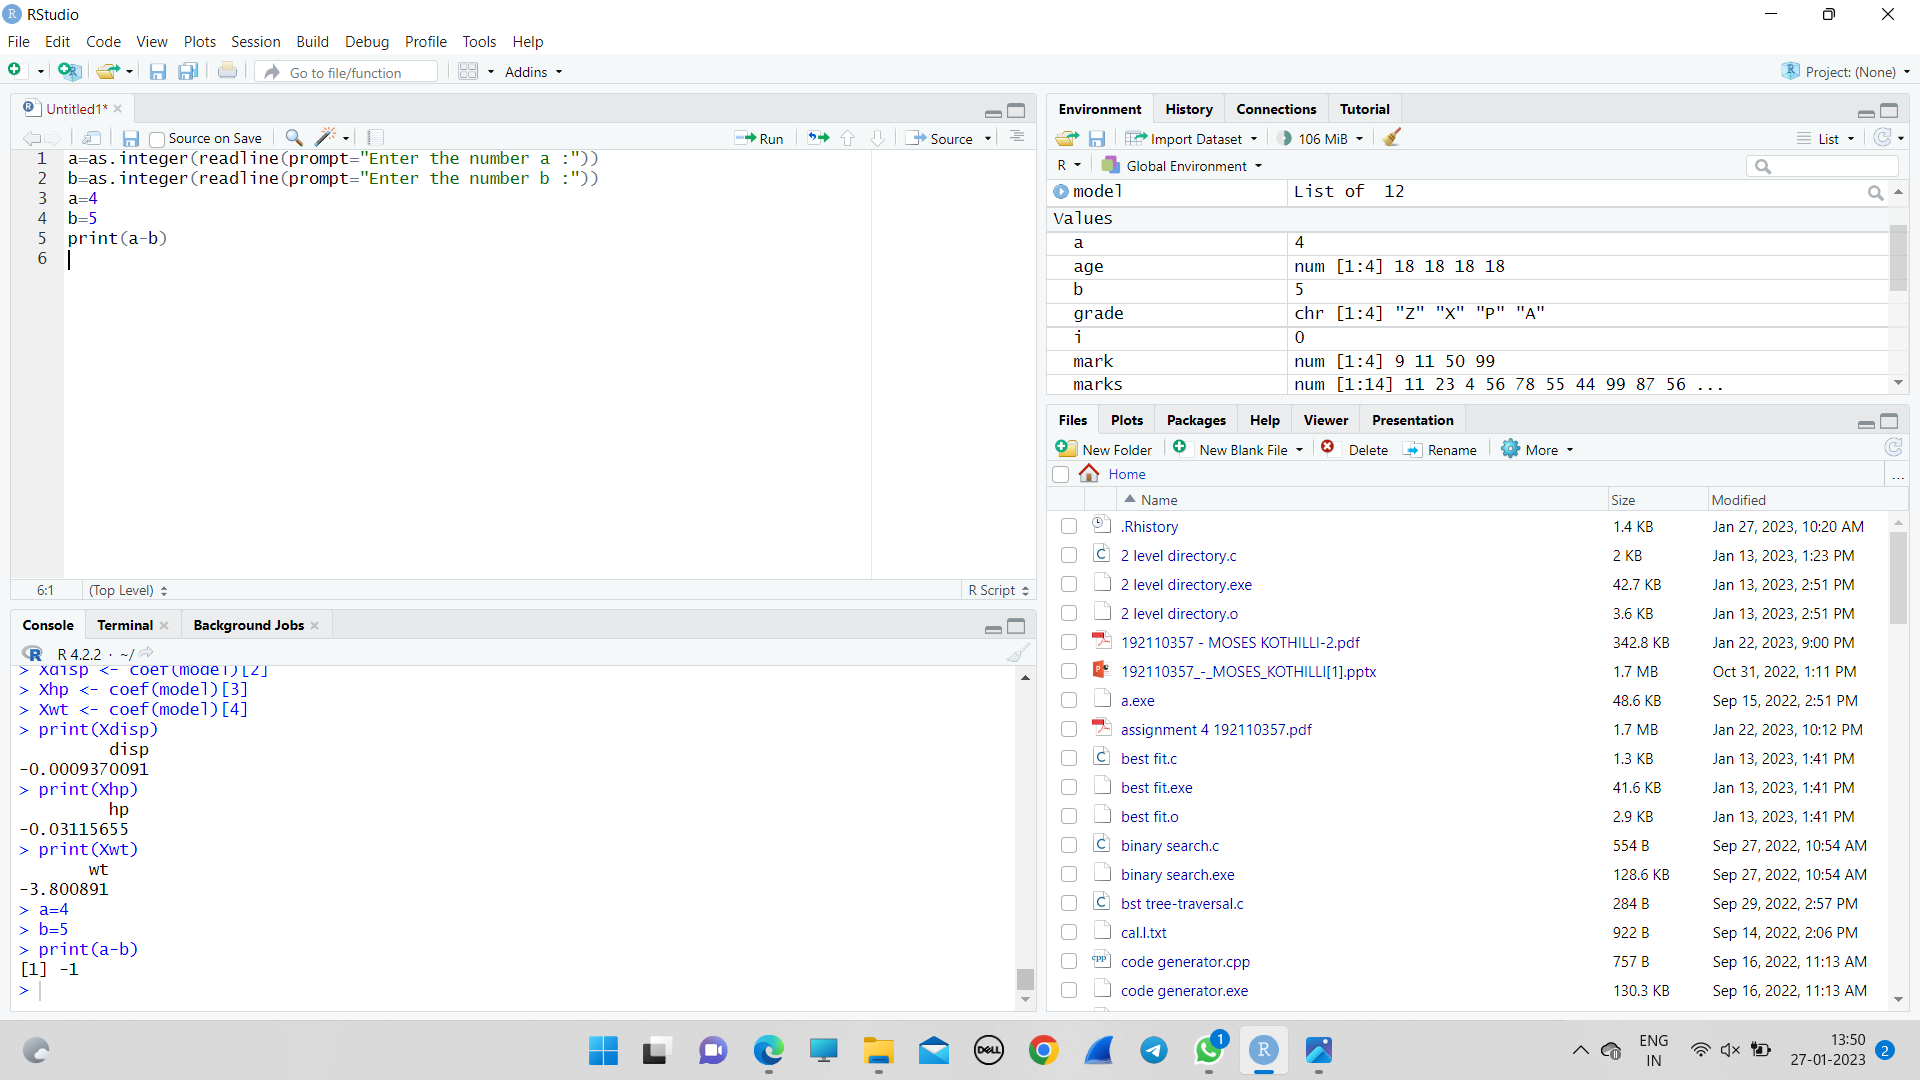 RStudio
File Edit Code View Plots Session Build Debug Profile Tools Help
Go to file/function Addins Project: (None)
Untitled1*
Source on Save Run Source
1 a=as.integer(readline(prompt="Enter the number a :"))
2 b=as.integer(readline(prompt="Enter the number b :"))
3 a=4
4 b=5
5 print(a-b)
6
6:1 (Top Level) R Script
Console Terminal Background Jobs
R 4.2.2 · ~/
> Xdisp <- coef(model)[2]
> Xhp <- coef(model)[3]
> Xwt <- coef(model)[4]
> print(Xdisp)
disp
-0.0009370091
> print(Xhp)
hp
-0.03115655
> print(Xwt)
wt
-3.800891
> a=4
> b=5
> print(a-b)
[1] -1
>
Environment History Connections Tutorial
Import Dataset 106 MiB List
R Global Environment
model List of 12
Values
a 4
age num [1:4] 18 18 18 18
b 5
grade chr [1:4] "Z" "X" "P" "A"
i 0
mark num [1:4] 9 11 50 99
marks num [1:14] 11 23 4 56 78 55 44 99 87 56 ...
Files Plots Packages Help Viewer Presentation
New Folder New Blank File Delete Rename More
Home ...
Name Size Modified
.Rhistory 1.4 KB Jan 27, 2023, 10:20 AM
2 level directory.c 2 KB Jan 13, 2023, 1:23 PM
2 level directory.exe 42.7 KB Jan 13, 2023, 2:51 PM
2 level directory.o 3.6 KB Jan 13, 2023, 2:51 PM
192110357 - MOSES KOTHILLI-2.pdf 342.8 KB Jan 22, 2023, 9:00 PM
192110357_-_MOSES_KOTHILLI[1].pptx 1.7 MB Oct 31, 2022, 1:11 PM
a.exe 48.6 KB Sep 15, 2022, 2:51 PM
assignment 4 192110357.pdf 1.7 MB Jan 22, 2023, 10:12 PM
best fit.c 1.3 KB Jan 13, 2023, 1:41 PM
best fit.exe 41.6 KB Jan 13, 2023, 1:41 PM
best fit.o 2.9 KB Jan 13, 2023, 1:41 PM
binary search.c 554 B Sep 27, 2022, 10:54 AM
binary search.exe 128.6 KB Sep 27, 2022, 10:54 AM
bst tree-traversal.c 284 B Sep 29, 2022, 2:57 PM
cal.l.txt 922 B Sep 14, 2022, 2:06 PM
code generator.cpp 757 B Sep 16, 2022, 11:13 AM
code generator.exe 130.3 KB Sep 16, 2022, 11:13 AM
DELL 1 R ENG 13:50
IN 27-01-2023 2